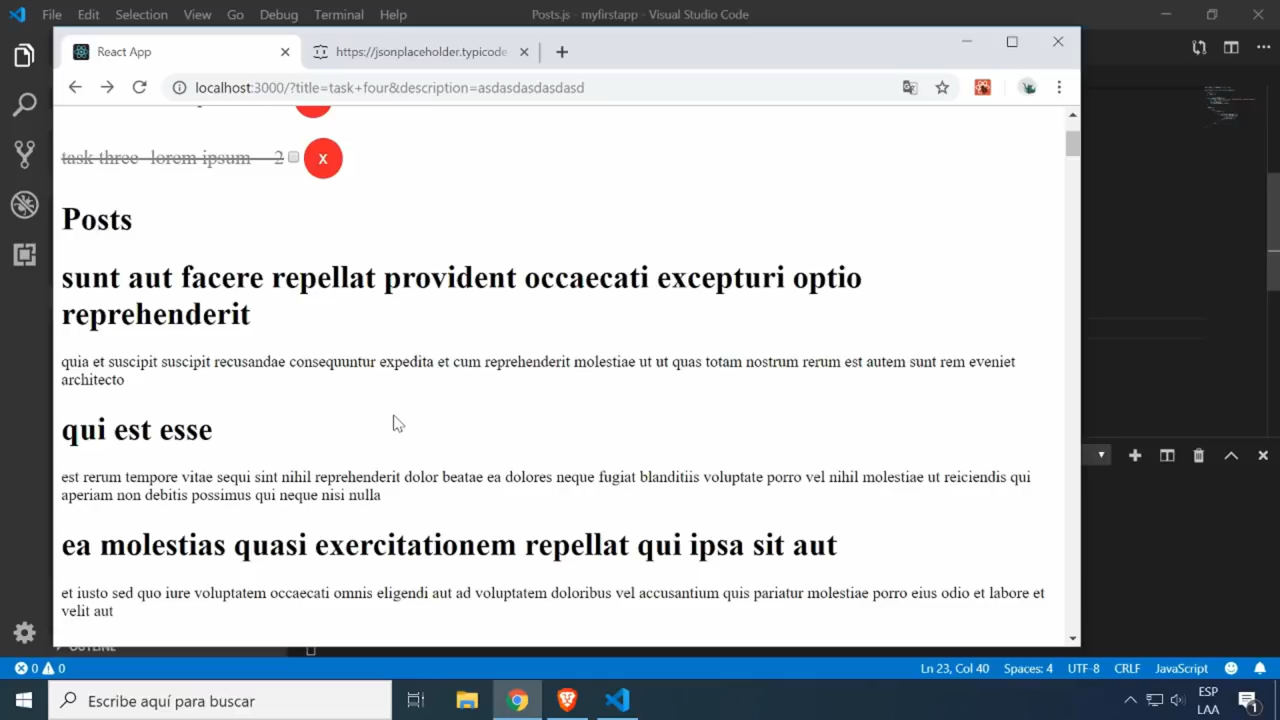 File Edit Selection View Go Debug Terminal Help Posts.js - myfirstapp - Visual Studio Code
React App https://jsonplaceholder.typicode
localhost:3000/?title=task+four&description=asdasdasdasdasd
task three- lorem ipsum - - 2 X
Posts
sunt aut facere repellat provident occaecati excepturi optio
reprehenderit
quia et suscipit suscipit recusandae consequuntur expedita et cum reprehenderit molestiae ut ut quas totam nostrum rerum est autem sunt rem eveniet
architecto
qui est esse
est rerum tempore vitae sequi sint nihil reprehenderit dolor beatae ea dolores neque fugiat blanditiis voluptate porro vel nihil molestiae ut reiciendis qui
aperiam non debitis possimus qui neque nisi nulla
ea molestias quasi exercitationem repellat qui ipsa sit aut
et iusto sed quo iure voluptatem occaecati omnis eligendi aut ad voluptatem doloribus vel accusantium quis pariatur molestiae porro eius odio et labore et
velit aut
OUTLINE
0 0 Ln 23, Col 40 Spaces: 4 UTF-8 CRLF JavaScript
Escribe aquí para buscar
ESP
LAA
1